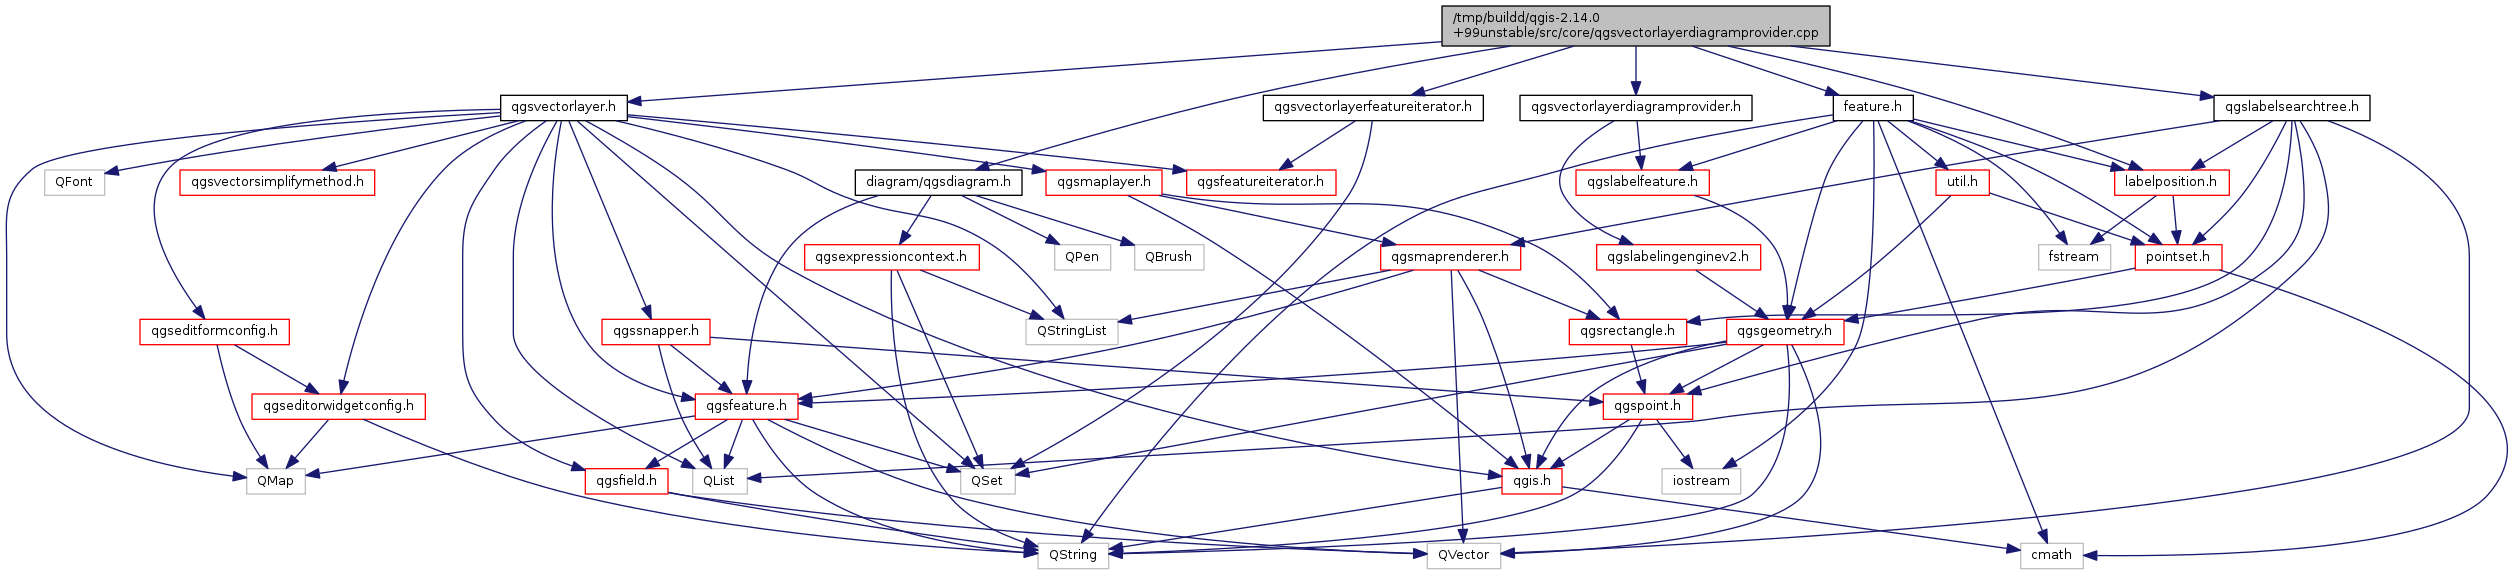 /tmp/buildd/qgis-2.14.0
+99unstable/src/core/qgsvectorlayerdiagramprovider.cpp
qgsvectorlayer.h
qgsvectorlayerfeatureiterator.h
qgsvectorlayerdiagramprovider.h
feature.h
qgslabelsearchtree.h
QFont
qgsvectorsimplifymethod.h
diagram/qgsdiagram.h
qgsmaplayer.h
qgsfeatureiterator.h
qgslabelfeature.h
util.h
labelposition.h
qgsexpressioncontext.h
QPen
QBrush
qgsmaprenderer.h
qgslabelingenginev2.h
fstream
pointset.h
qgseditformconfig.h
qgssnapper.h
QStringList
qgsrectangle.h
qgsgeometry.h
qgseditorwidgetconfig.h
qgsfeature.h
qgspoint.h
QMap
qgsfield.h
QList
QSet
qgis.h
iostream
QString
QVector
cmath